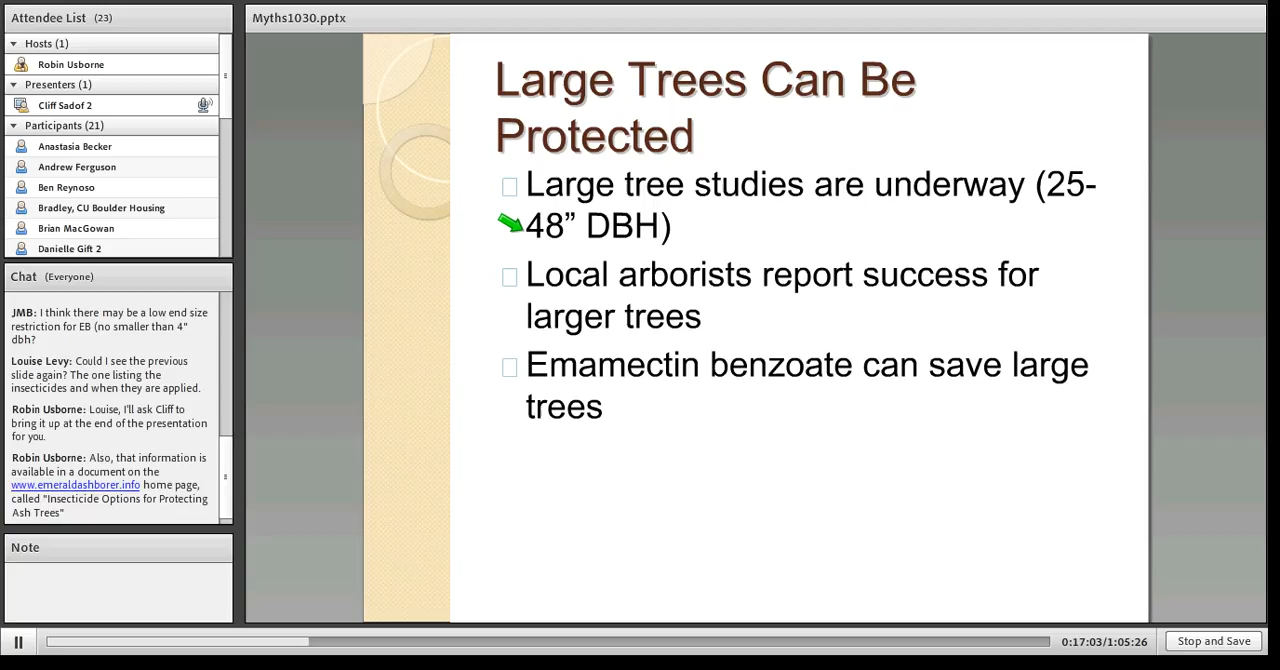 Attendee List (23)
Hosts (1)
Robin Usborne
Presenters (1)
Cliff Sadof 2
Participants (21)
Anastasia Becker
Andrew Ferguson
Ben Reynoso
Bradley, CU Boulder Housing
Brian MacGowan
Danielle Gift 2
Chat (Everyone)
JMB: I think there may be a low end size
restriction for EB (no smaller than 4"
dbh?
Louise Levy: Could I see the previous
slide again? The one listing the
insecticides and when they are applied.
Robin Usborne: Louise, I'll ask Cliff to
bring it up at the end of the presentation
for you.
Robin Usborne: Also, that information is
available in a document on the
www.emeraldashborer.info home page,
called "Insecticide Options for Protecting
Ash Trees"
Note
Myths1030.pptx
Large Trees Can Be
Protected
Large tree studies are underway (25-
48” DBH)
Local arborists report success for
larger trees
Emamectin benzoate can save large
trees
0:17:03/1:05:26
Stop and Save